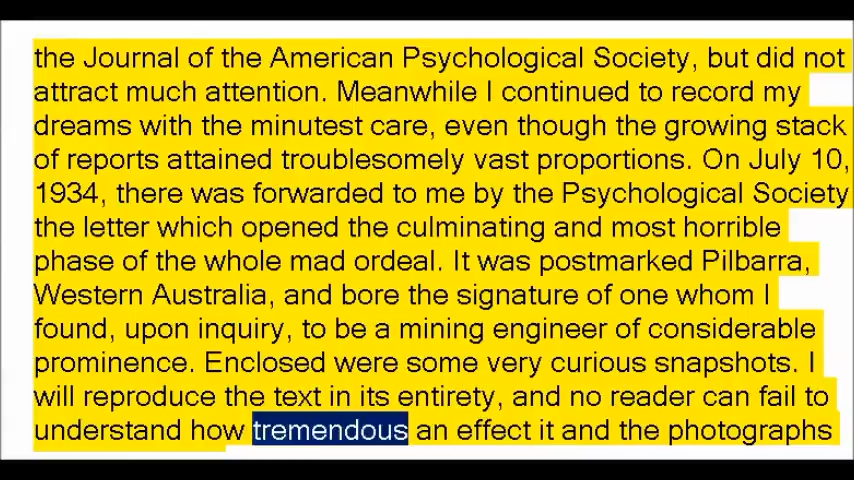 the Journal of the American Psychological Society, but did not
attract much attention. Meanwhile I continued to record my
dreams with the minutest care, even though the growing stack
of reports attained troublesomely vast proportions. On July 10,
1934, there was forwarded to me by the Psychological Society
the letter which opened the culminating and most horrible
phase of the whole mad ordeal. It was postmarked Pilbarra,
Western Australia, and bore the signature of one whom I
found, upon inquiry, to be a mining engineer of considerable
prominence. Enclosed were some very curious snapshots. I
will reproduce the text in its entirety, and no reader can fail to
understand how tremendous an effect it and the photographs